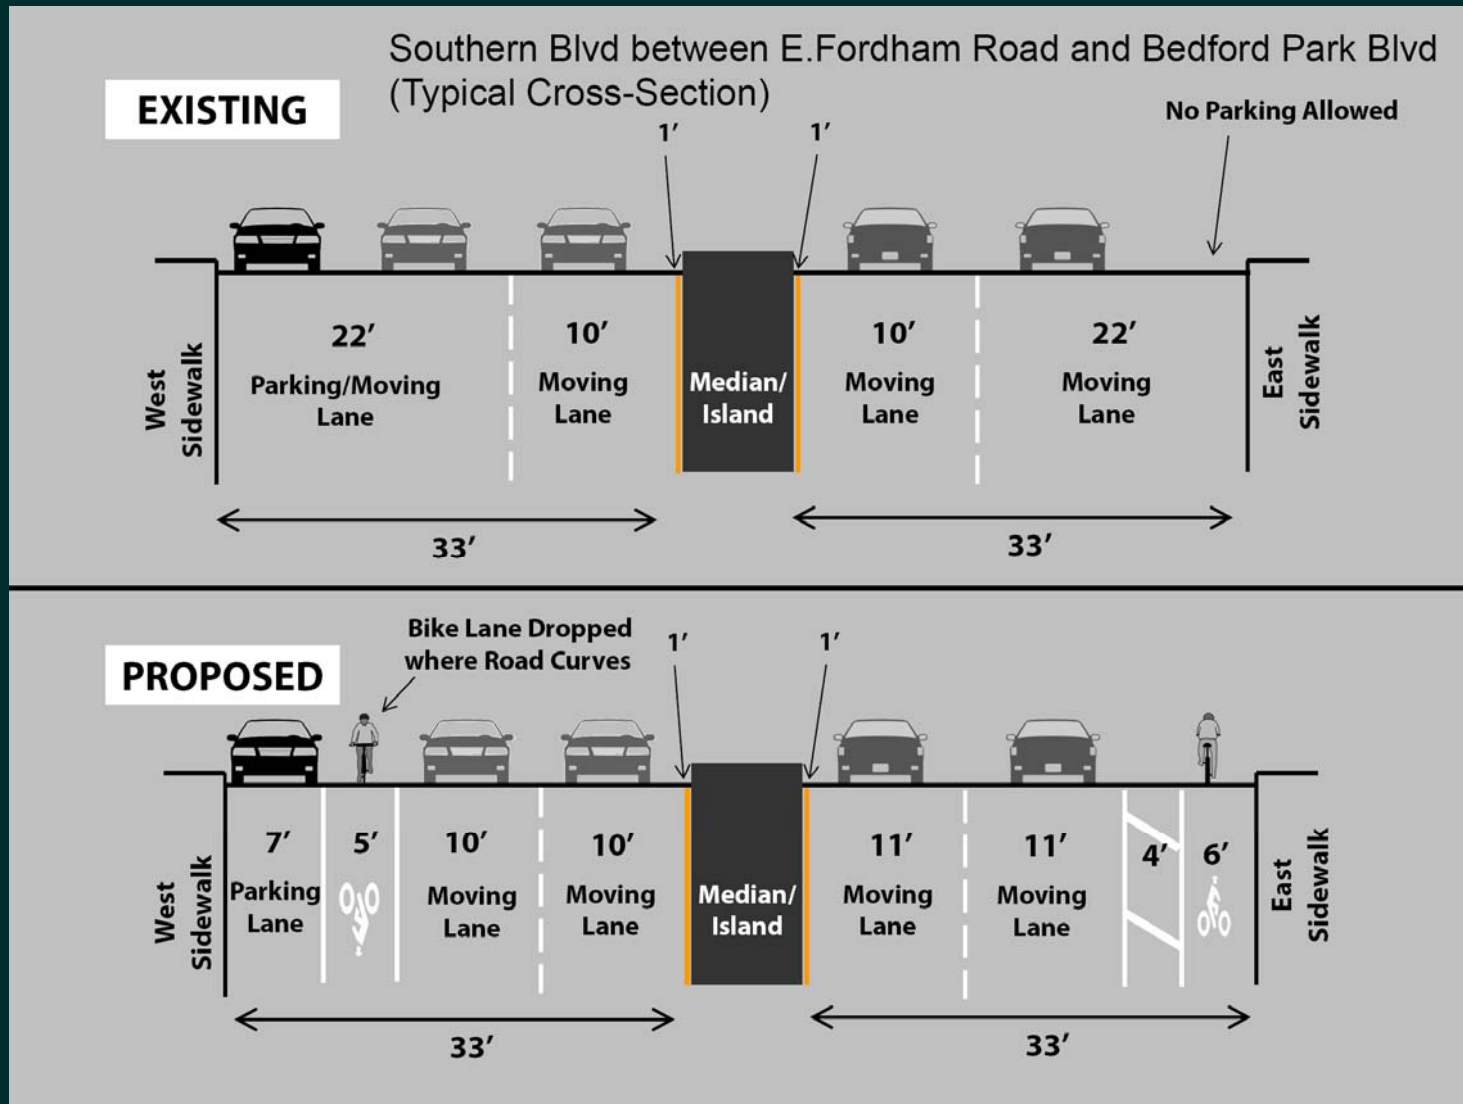 Southern Blvd between E.Fordham Road and Bedford Park Blvd
(Typical Cross-Section)
EXISTING
No Parking Allowed
1’
1’
West
Sidewalk
22’
Parking/Moving
Lane
10’
Moving
Lane
Median/
Island
10’
Moving
Lane
22’
Moving
Lane
East
Sidewalk
33’
33’
PROPOSED
Bike Lane Dropped
where Road Curves
1’
1’
West
Sidewalk
7’
Parking
Lane
5’
10’
Moving
Lane
10’
Moving
Lane
Median/
Island
11’
Moving
Lane
11’
Moving
Lane
4’
6’
East
Sidewalk
33’
33’